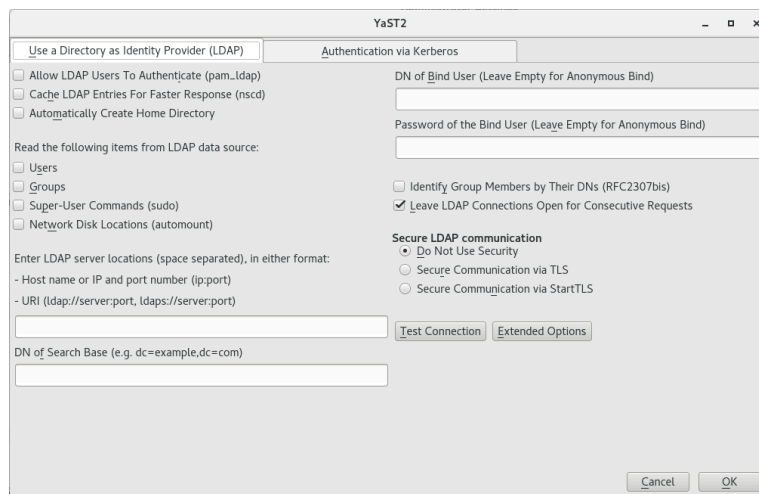 YaST2
Use a Directory as Identity Provider (LDAP)
Authentication via Kerberos
Allow LDAP Users To Authenticate (pam_ldap)
Cache LDAP Entries For Faster Response (nscd)
Automatically Create Home Directory
Read the following items from LDAP data source:
Users
Groups
Super-User Commands (sudo)
Network Disk Locations (automount)
Enter LDAP server locations (space separated), in either format:
- Host name or IP and port number (ip:port)
- URI (ldap://server:port, ldaps://server:port)
DN of Search Base (e.g. dc=example,dc=com)
DN of Bind User (Leave Empty for Anonymous Bind)
Password of the Bind User (Leave Empty for Anonymous Bind)
Identify Group Members by Their DNs (RFC2307bis)
Leave LDAP Connections Open for Consecutive Requests
Secure LDAP communication
Do Not Use Security
Secure Communication via TLS
Secure Communication via StartTLS
Test Connection
Extended Options
Cancel
OK